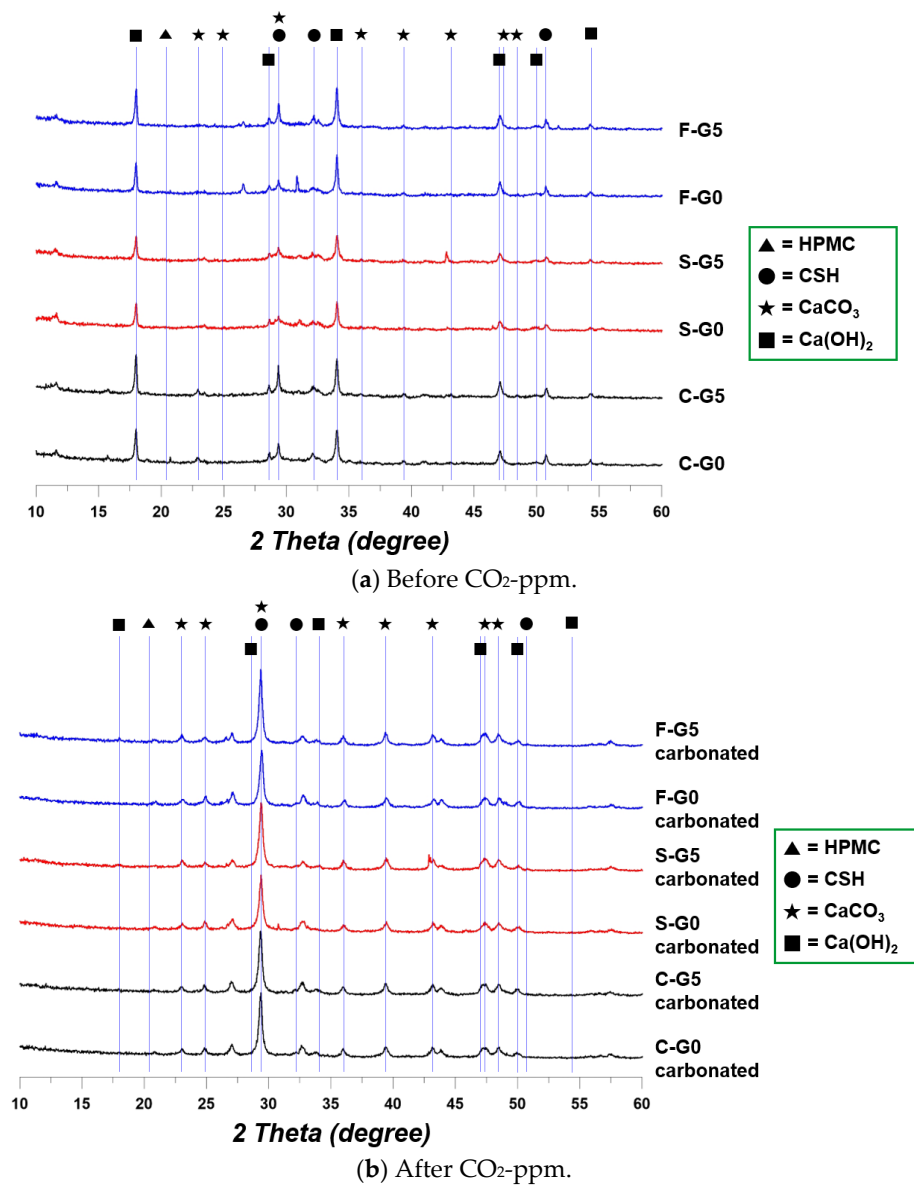 F-G5
F-G0
S-G5
S-G0
C-G5
C-G0
▲ = HPMC
● = CSH
★ = CaCO₃
■ = Ca(OH)₂
10 15 20 25 30 35 40 45 50 55 60
2 Theta (degree)
(a) Before CO₂-ppm.
F-G5
carbonated
F-G0
carbonated
S-G5
carbonated
S-G0
carbonated
C-G5
carbonated
C-G0
carbonated
▲ = HPMC
● = CSH
★ = CaCO₃
■ = Ca(OH)₂
10 15 20 25 30 35 40 45 50 55 60
2 Theta (degree)
(b) After CO₂-ppm.